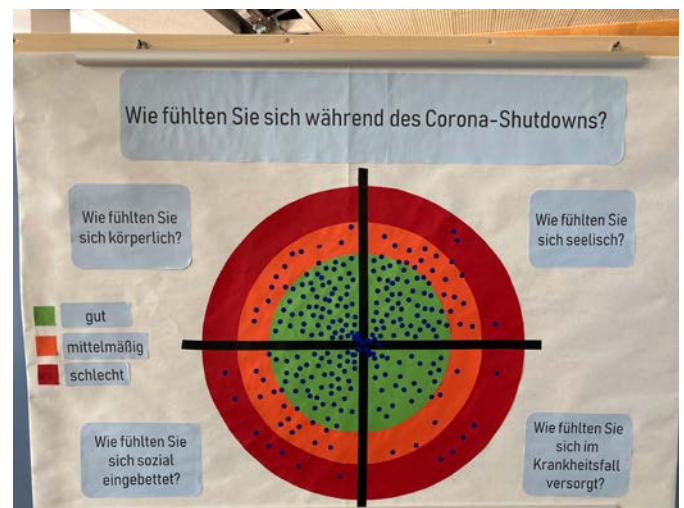 Wie fühlten Sie sich während des Corona-Shutdowns?
Wie fühlten Sie
sich körperlich?
Wie fühlten Sie
sich seelisch?
gut
mittelmäßig
schlecht
Wie fühlten Sie
sich sozial
eingebettet?
Wie fühlten Sie
sich im
Krankheitsfall
versorgt?